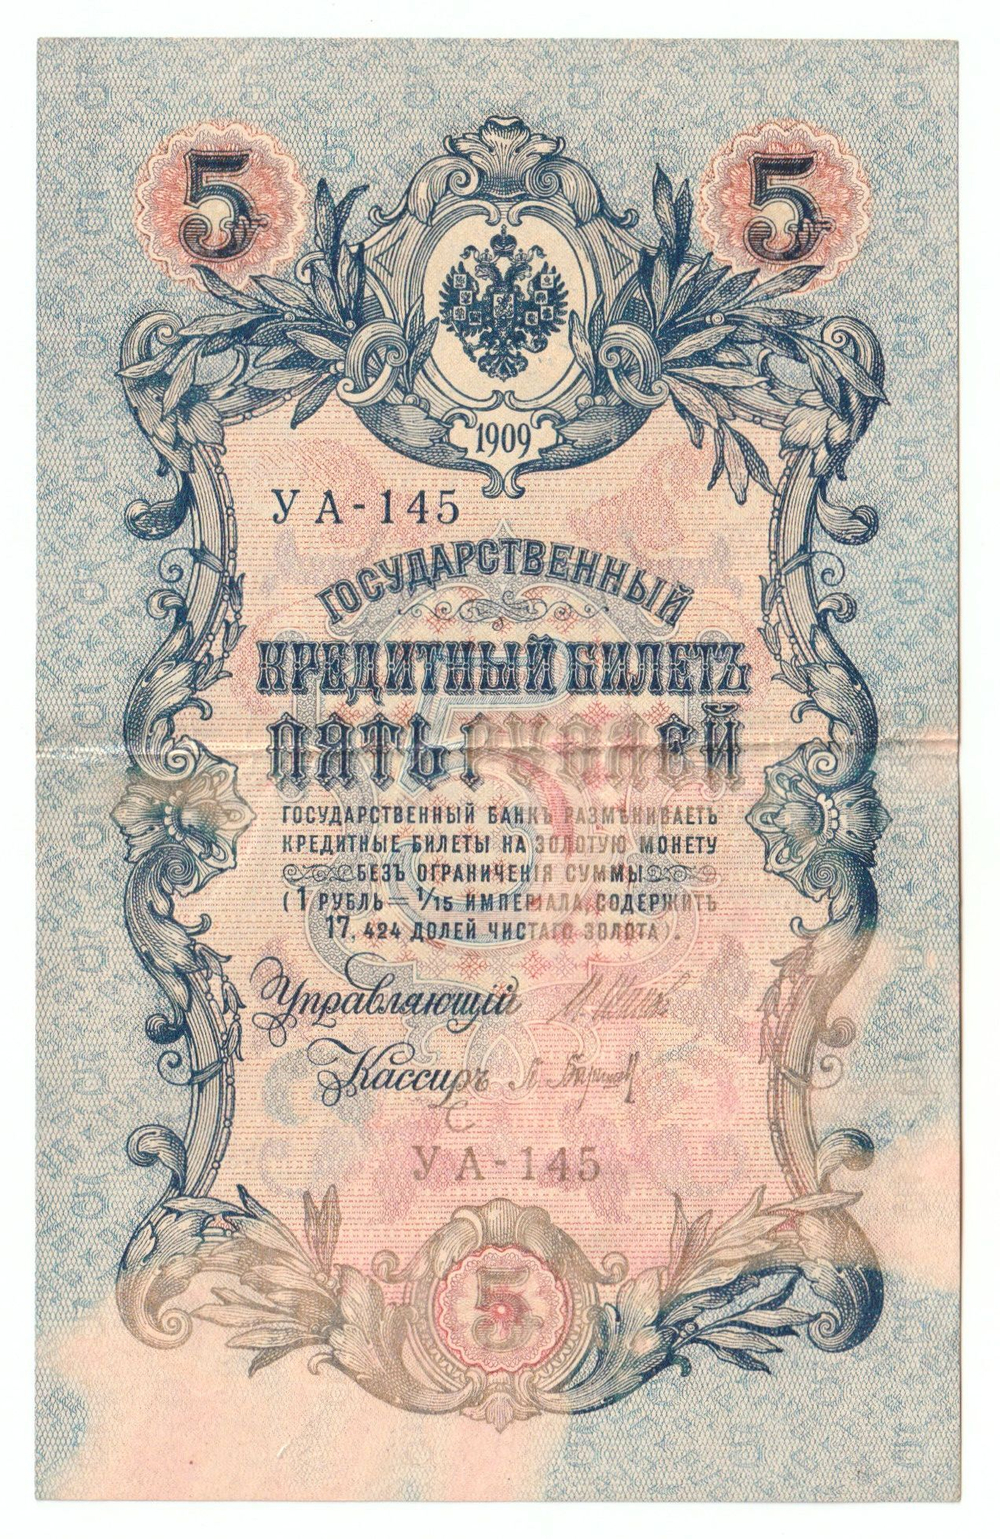 5 5
1909
УА-145
ГОСУДАРСТВЕННЫЙ
КРЕДИТНЫЙ БИЛЕТЪ
ПЯТЬ РУБЛЕЙ
ГОСУДАРСТВЕННЫЙ БАНКЪ РАЗМѢНИВАЕТЪ
КРЕДИТНЫЕ БИЛЕТЫ НА ЗОЛОТУЮ МОНЕТУ
БЕЗЪ ОГРАНИЧЕНІЯ СУММЫ
(1 РУБЛЬ = 1/15 ИМПЕРІАЛА, СОДЕРЖИТЪ
17,424 ДОЛЕЙ ЧИСТАГО ЗОЛОТА).
Управляющій
Кассиръ
УА-145
5